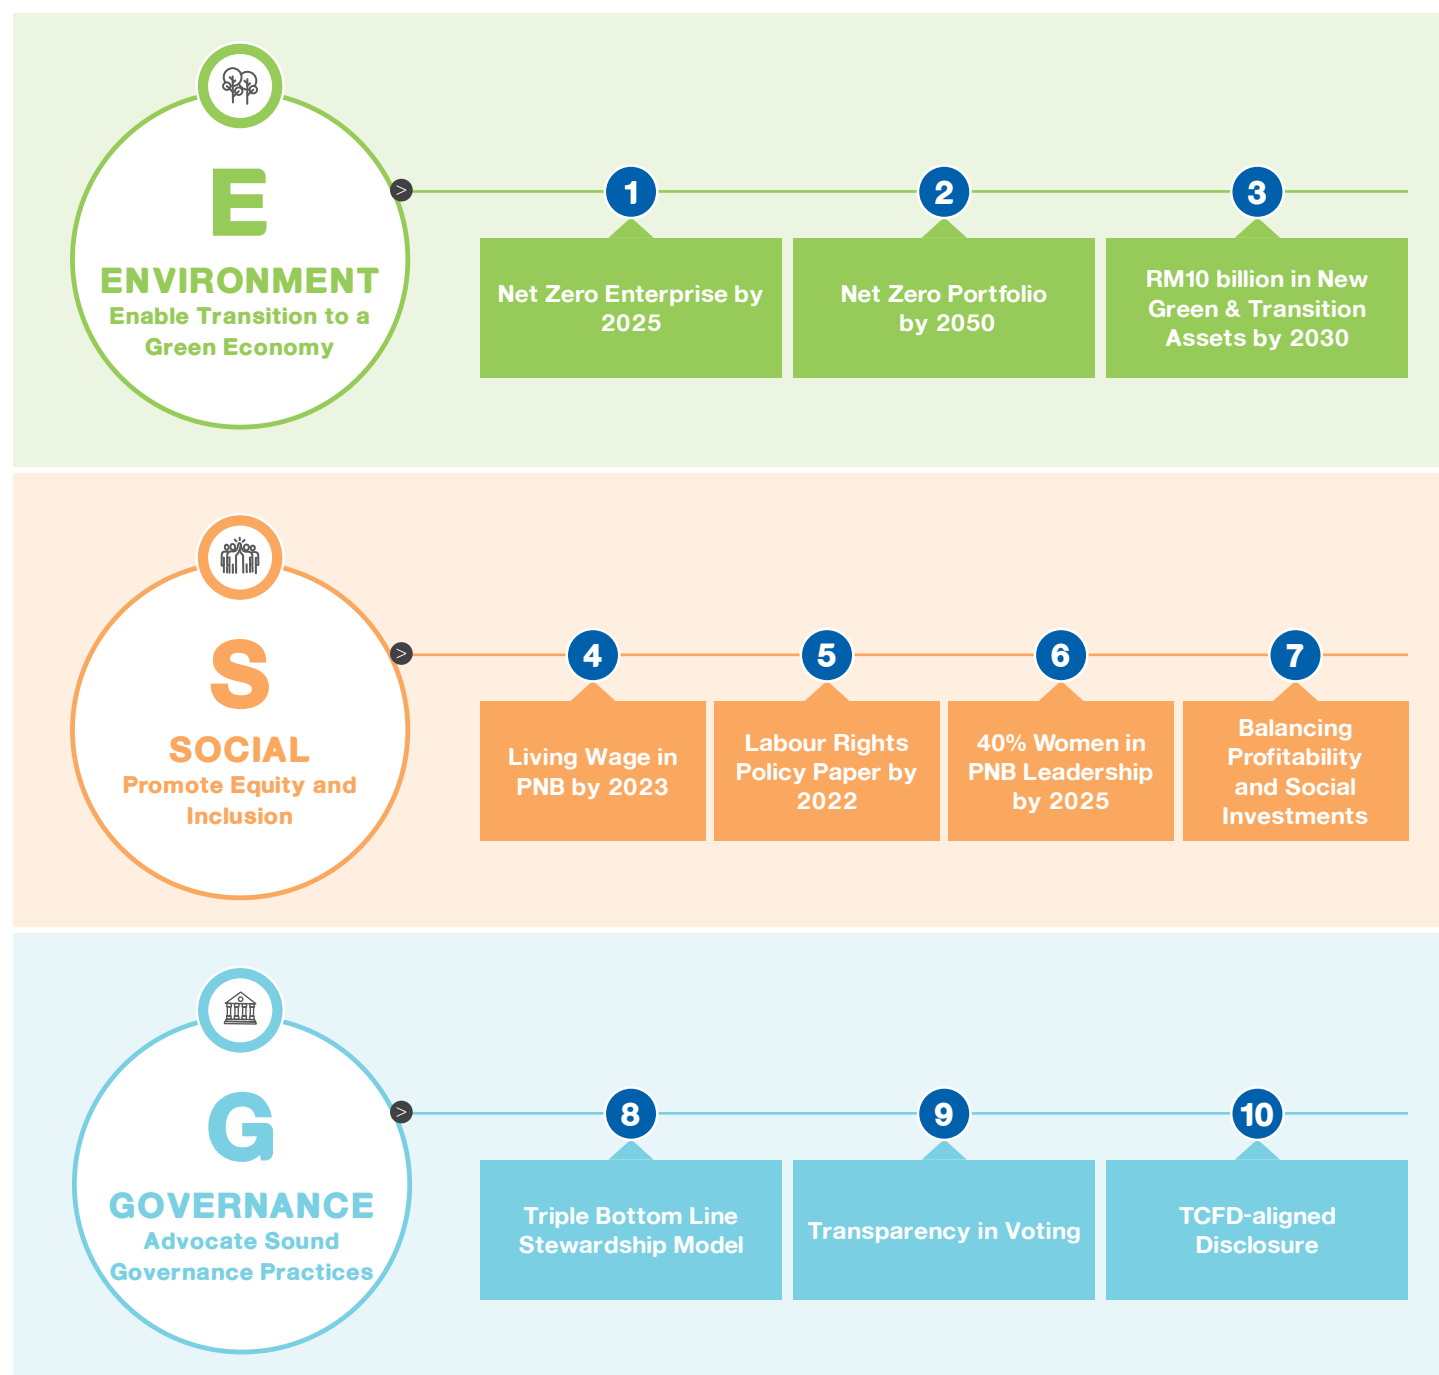 E
ENVIRONMENT
Enable Transition to a
Green Economy
>
1
Net Zero Enterprise by
2025
2
Net Zero Portfolio
by 2050
3
RM10 billion in New
Green & Transition
Assets by 2030
S
SOCIAL
Promote Equity and
Inclusion
>
4
Living Wage in
PNB by 2023
5
Labour Rights
Policy Paper by
2022
6
40% Women in
PNB Leadership
by 2025
7
Balancing
Profitability
and Social
Investments
G
GOVERNANCE
Advocate Sound
Governance Practices
>
8
Triple Bottom Line
Stewardship Model
9
Transparency in Voting
10
TCFD-aligned
Disclosure